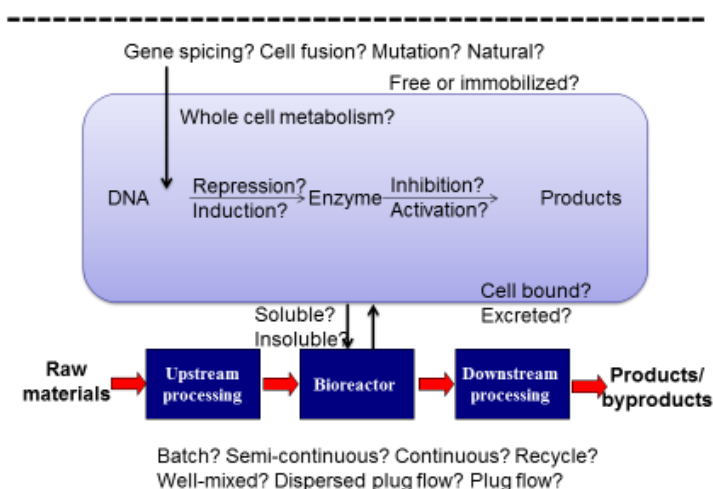 Gene spicing? Cell fusion? Mutation? Natural?
Free or immobilized?
Whole cell metabolism?
DNA
Repression?
Induction?
Enzyme
Inhibition?
Activation?
Products
Cell bound?
Excreted?
Soluble?
Insoluble?
Raw
materials
Upstream
processing
Bioreactor
Downstream
processing
Products/
byproducts
Batch? Semi-continuous? Continuous? Recycle?
Well-mixed? Dispersed plug flow? Plug flow?